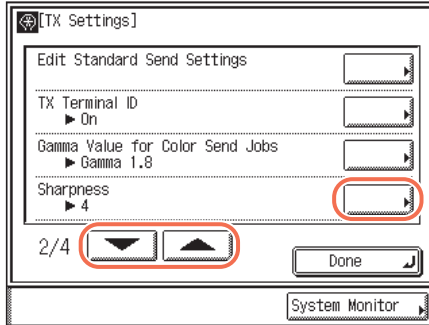 [TX Settings]
Edit Standard Send Settings
TX Terminal ID
▶ On
Gamma Value for Color Send Jobs
▶ Gamma 1.8
Sharpness
▶ 4
2/4
Done
System Monitor